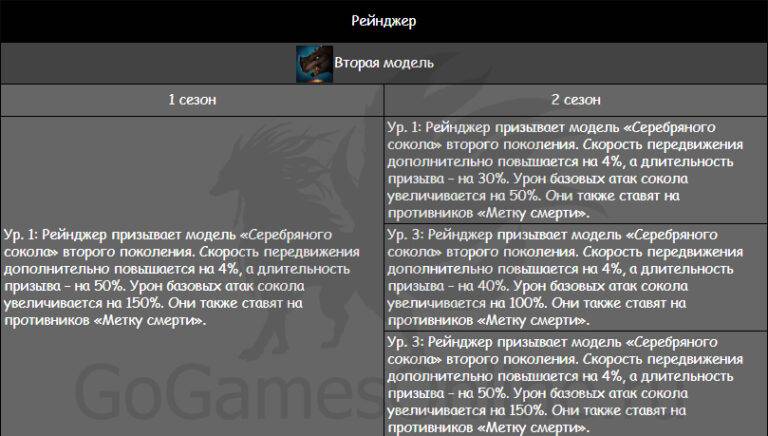 Рейнджер
Вторая модель
1 сезон
2 сезон
Ур. 1: Рейнджер призывает модель «Серебряного
сокола» второго поколения. Скорость передвижения
дополнительно повышается на 4%, а длительность
призыва - на 50%. Урон базовых атак сокола
увеличивается на 150%. Они также ставят на
противников «Метку смерти».
Ур. 1: Рейнджер призывает модель «Серебряного
сокола» второго поколения. Скорость передвижения
дополнительно повышается на 4%, а длительность
призыва - на 30%. Урон базовых атак сокола
увеличивается на 50%. Они также ставят на
противников «Метку смерти».
Ур. 3: Рейнджер призывает модель «Серебряного
сокола» второго поколения. Скорость передвижения
дополнительно повышается на 4%, а длительность
призыва - на 40%. Урон базовых атак сокола
увеличивается на 100%. Они также ставят на
противников «Метку смерти».
Ур. 3: Рейнджер призывает модель «Серебряного
сокола» второго поколения. Скорость передвижения
дополнительно повышается на 4%, а длительность
призыва - на 50%. Урон базовых атак сокола
увеличивается на 150%. Они также ставят на
противников «Метку смерти».